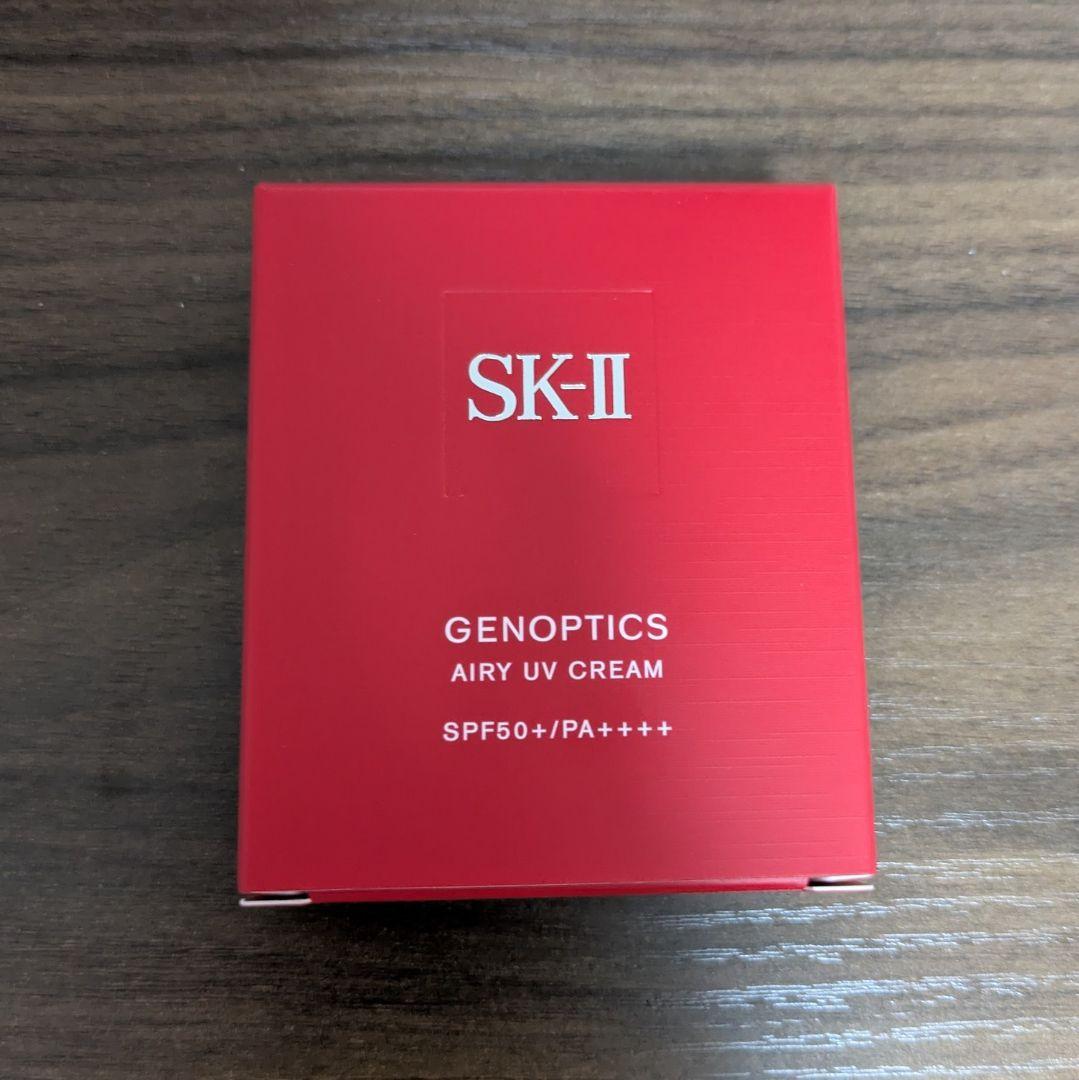 SK-II
GENOPTICS
AIRY UV CREAM
SPF50+/PA++++